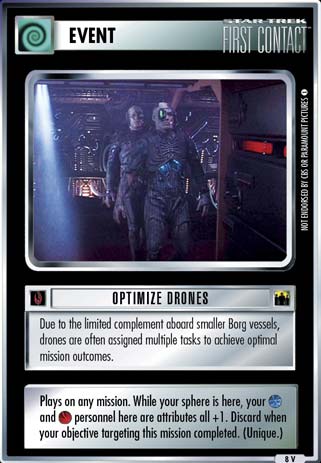 EVENT
STAR TREK
FIRST CONTACT
NOT ENDORSED BY CBS OR PARAMOUNT PICTURES
OPTIMIZE DRONES
Due to the limited complement aboard smaller Borg vessels,
drones are often assigned multiple tasks to achieve optimal
mission outcomes.
Plays on any mission. While your sphere is here, your
and personnel here are attributes all +1. Discard when
your objective targeting this mission completed. (Unique.)
8 V